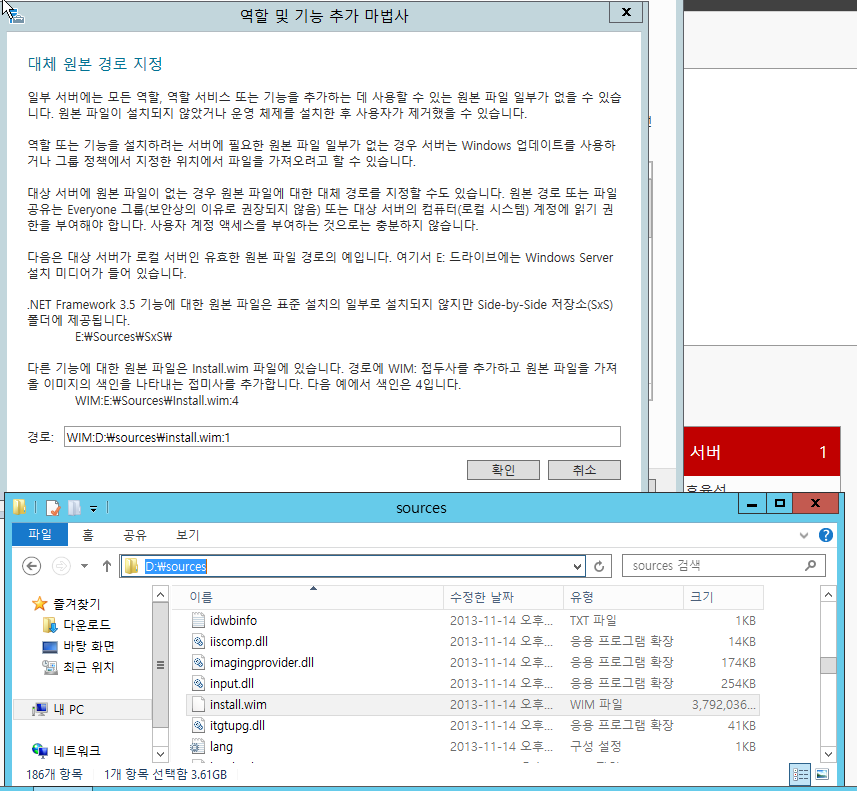 역할 및 기능 추가 마법사
대체 원본 경로 지정
일부 서버에는 모든 역할, 역할 서비스 또는 기능을 추가하는 데 사용할 수 있는 원본 파일 일부가 없을 수 있습
니다. 원본 파일이 설치되지 않았거나 운영 체제를 설치한 후 사용자가 제거했을 수 있습니다.
역할 또는 기능을 설치하려는 서버에 필요한 원본 파일 일부가 없는 경우 서버는 Windows 업데이트를 사용하
거나 그룹 정책에서 지정한 위치에서 파일을 가져오려고 할 수 있습니다.
대상 서버에 원본 파일이 없는 경우 원본 파일에 대한 대체 경로를 지정할 수도 있습니다. 원본 경로 또는 파일
공유는 Everyone 그룹(보안상의 이유로 권장되지 않음) 또는 대상 서버의 컴퓨터(로컬 시스템) 계정에 읽기 권
한을 부여해야 합니다. 사용자 계정 액세스를 부여하는 것으로는 충분하지 않습니다.
다음은 대상 서버가 로컬 서버인 유효한 원본 파일 경로의 예입니다. 여기서 E: 드라이브에는 Windows Server
설치 미디어가 들어 있습니다.
.NET Framework 3.5 기능에 대한 원본 파일은 표준 설치의 일부로 설치되지 않지만 Side-by-Side 저장소(SxS)
폴더에 제공됩니다.
E:₩Sources₩SxS₩
다른 기능에 대한 원본 파일은 Install.wim 파일에 있습니다. 경로에 WIM: 접두사를 추가하고 원본 파일을 가져
올 이미지의 색인을 나타내는 접미사를 추가합니다. 다음 예에서 색인은 4입니다.
WIM:E:₩Sources₩Install.wim:4
경로: WIM:D:₩sources₩install.wim:1
확인 취소
서버 1
sources
파일 홈 공유 보기
D:₩sources sources 검색
이름 수정한 날짜 유형 크기
즐겨찾기
다운로드
바탕 화면
최근 위치
내 PC
네트워크
idwbinfo 2013-11-14 오후... TXT 파일 1KB
iiscomp.dll 2013-11-14 오후... 응용 프로그램 확장 14KB
imagingprovider.dll 2013-11-14 오후... 응용 프로그램 확장 174KB
input.dll 2013-11-14 오후... 응용 프로그램 확장 254KB
install.wim 2013-11-14 오후... WIM 파일 3,792,036...
itgtupg.dll 2013-11-14 오후... 응용 프로그램 확장 41KB
lang 2013-11-14 오후... 구성 설정 1KB
186개 항목 1개 항목 선택함 3.61GB